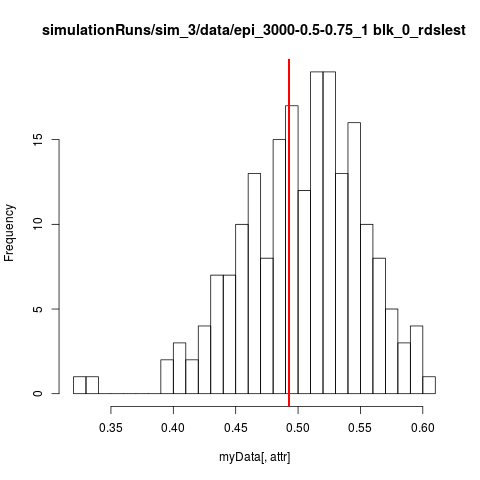 simulationRuns/sim_3/data/epi_3000-0.5-0.75_1 blk_0_rdslest
Frequency
15
10
5
0
0.35 0.40 0.45 0.50 0.55 0.60
myData[, attr]